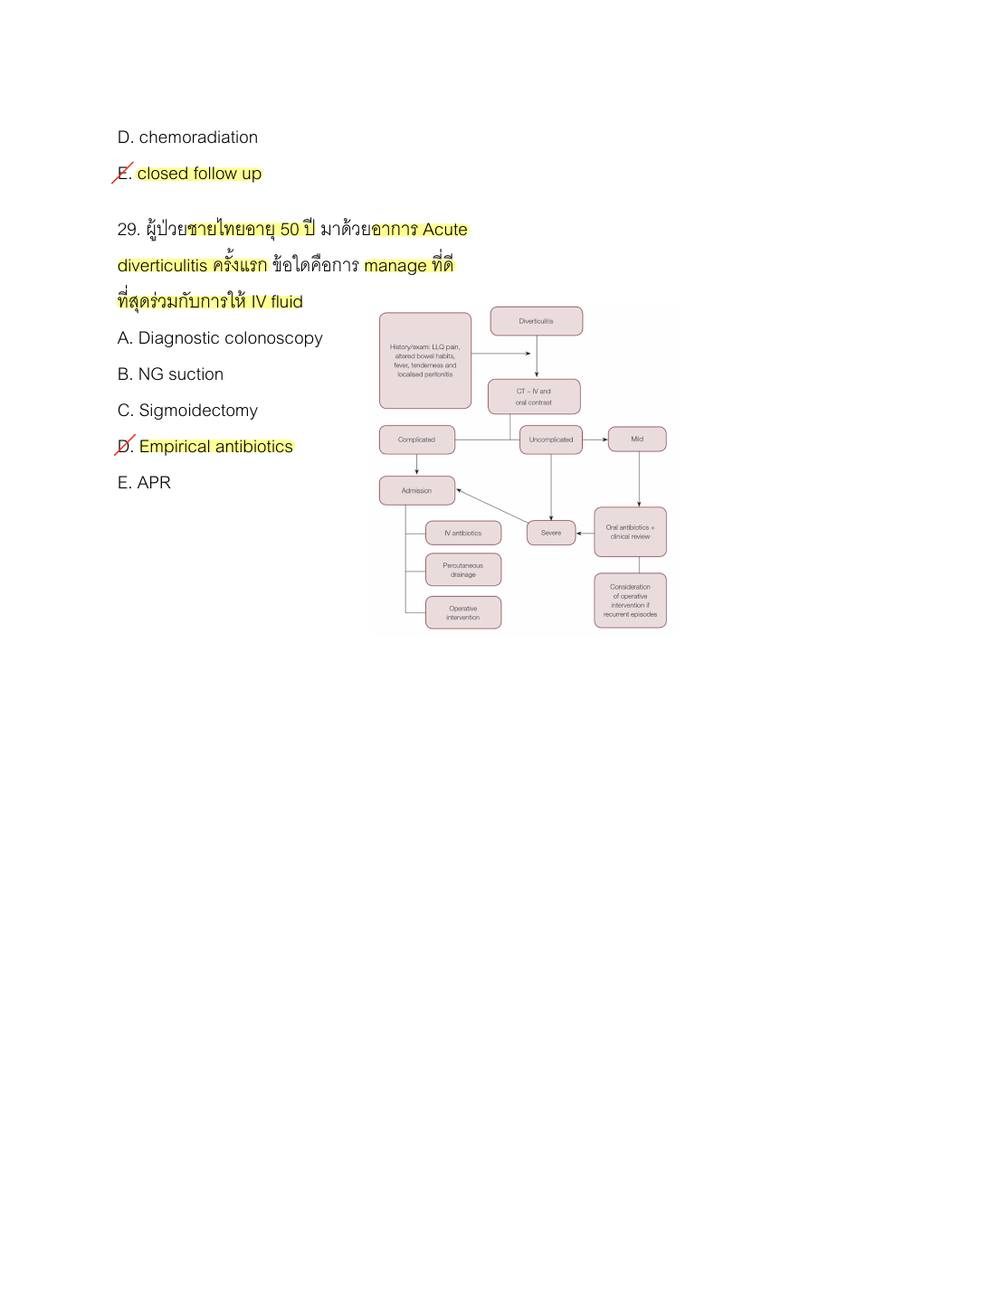 D. chemoradiation
E. closed follow up
29. ผู้ป่วยชายไทยอายุ 50 ปี มาด้วยอาการ Acute
diverticulitis ครั้งแรก ข้อใดคือการ manage ที่ดี
ที่สุดร่วมกับการให้ IV fluid
A. Diagnostic colonoscopy
B. NG suction
C. Sigmoidectomy
D. Empirical antibiotics
E. APR
Diverticulitis
History/exam: LLQ pain,
altered bowel habits,
fever, tenderness and
localised peritonitis
CT – IV and
oral contrast
Complicated
Uncomplicated
Mild
Admission
IV antibiotics
Severe
Oral antibiotics +
clinical review
Percutaneous
drainage
Consideration
of operative
intervention if
recurrent episodes
Operative
intervention